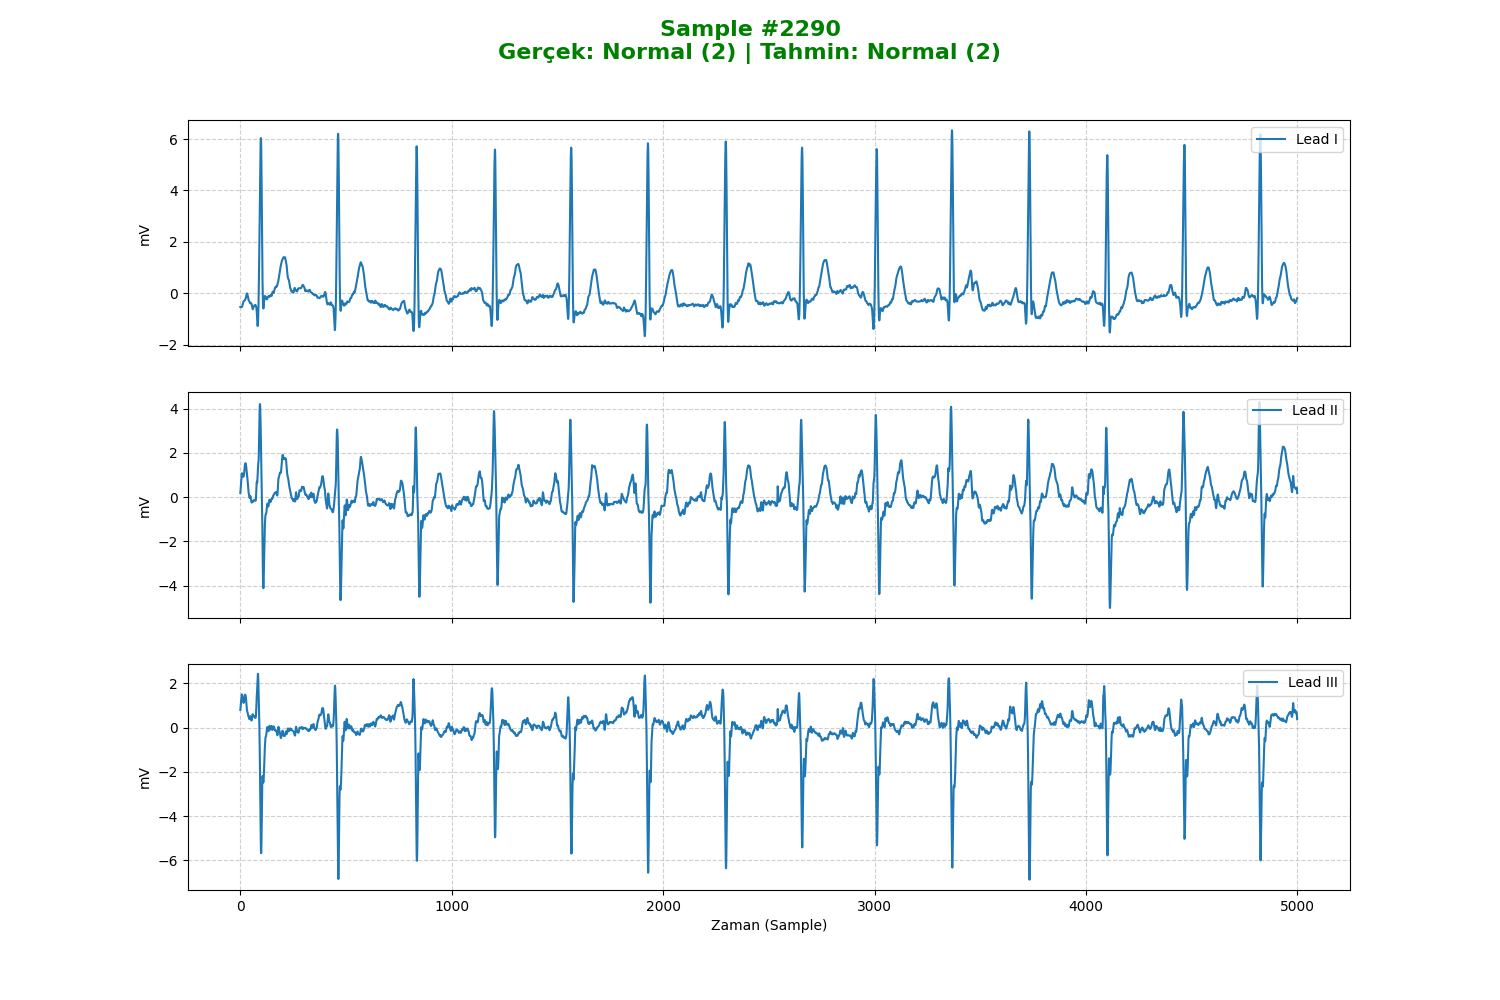 Sample #2290
Gerçek: Normal (2) | Tahmin: Normal (2)
6
4
2
0
−2
mV
Lead I
4
2
0
−2
−4
mV
Lead II
2
0
−2
−4
−6
mV
Lead III
0 1000 2000 3000 4000 5000
Zaman (Sample)